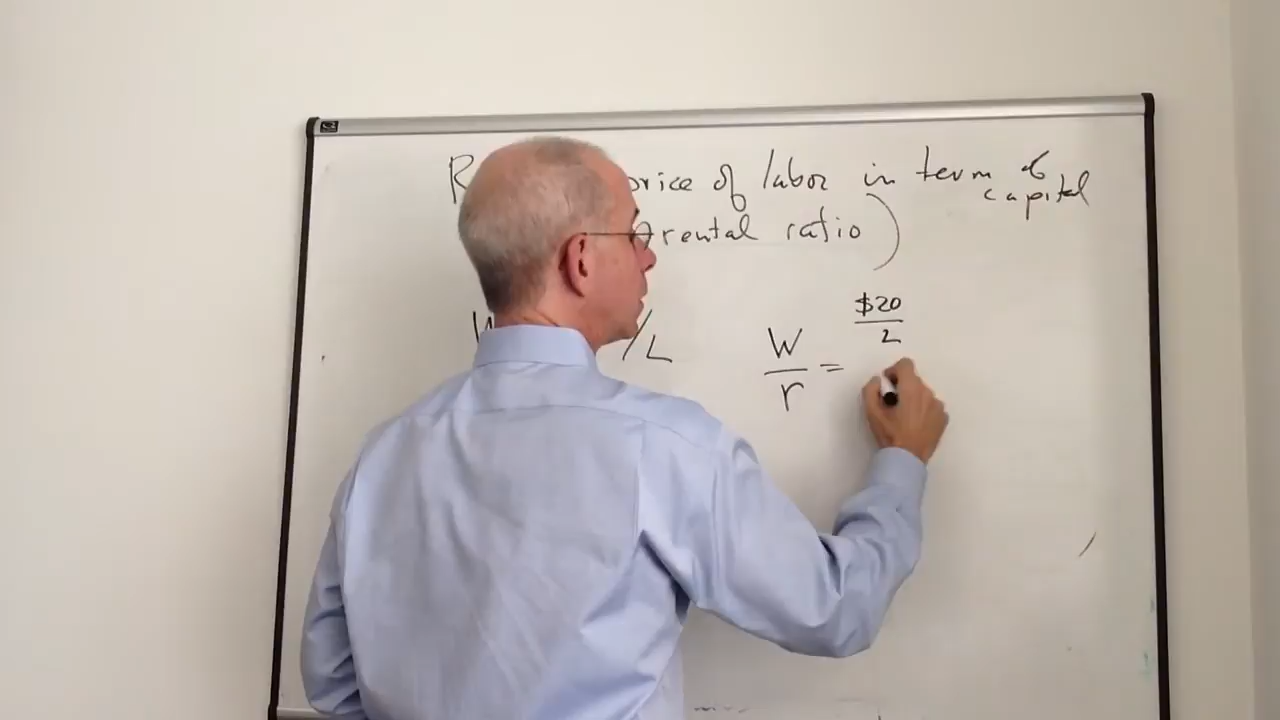 price of labor in term of
capital
rental ratio)
W /L
W/r =
$20/2